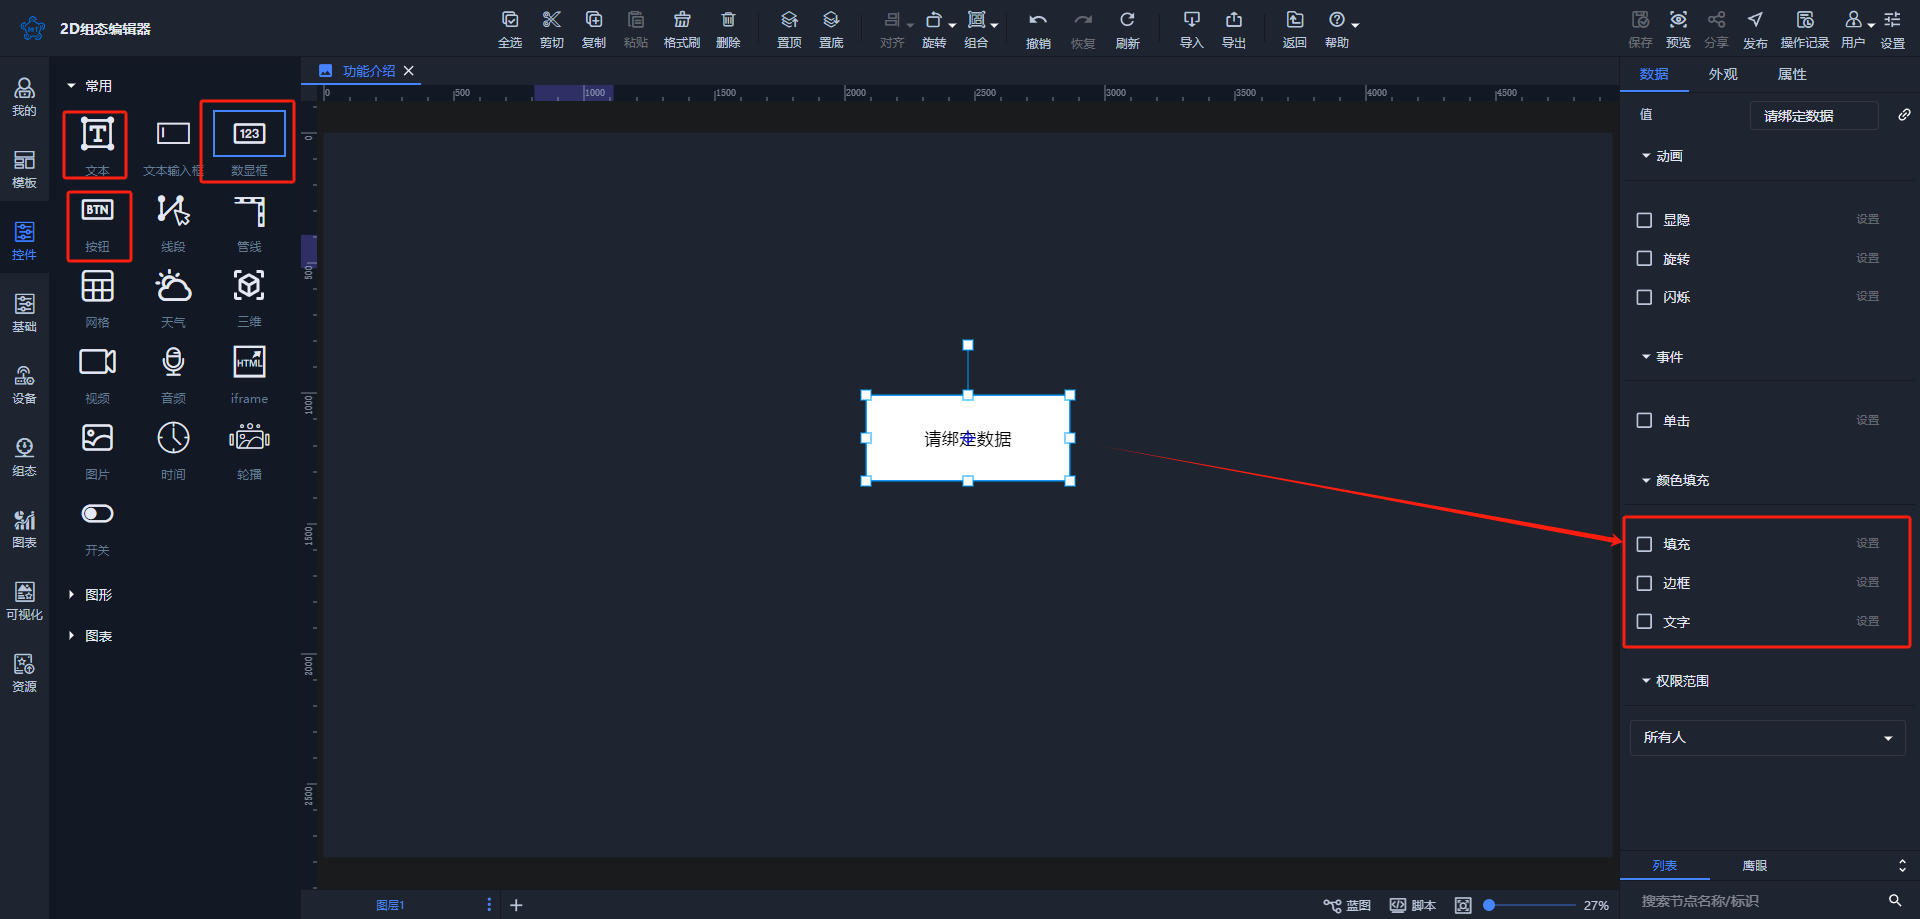 2D组态编辑器
全选 剪切 复制 粘贴 格式刷 删除 置顶 置底 对齐 旋转 组合 撤销 恢复 刷新 导入 导出 返回 帮助 保存 预览 分享 发布 操作记录 用户 设置
我的
模板
控件
基础
设备
组态
图表
可视化
资源
常用
T
文本 文本输入框 数显框
123
BTN
按钮 线段 管线
网格 天气 三维
HTML
视频 音频 iframe
图片 时间 轮播
开关
图形
图表
功能介绍
0 500 1000 1500 2000 2500 3000 3500 4000 4500
0
500
1000
1500
2000
2500
请绑定数据
数据 外观 属性
值 请绑定数据
动画
显隐 设置
旋转 设置
闪烁 设置
事件
单击 设置
颜色填充
填充 设置
边框 设置
文字 设置
权限范围
所有人
列表 鹰眼
搜索节点名称/标识
图层1
蓝图 脚本 27%